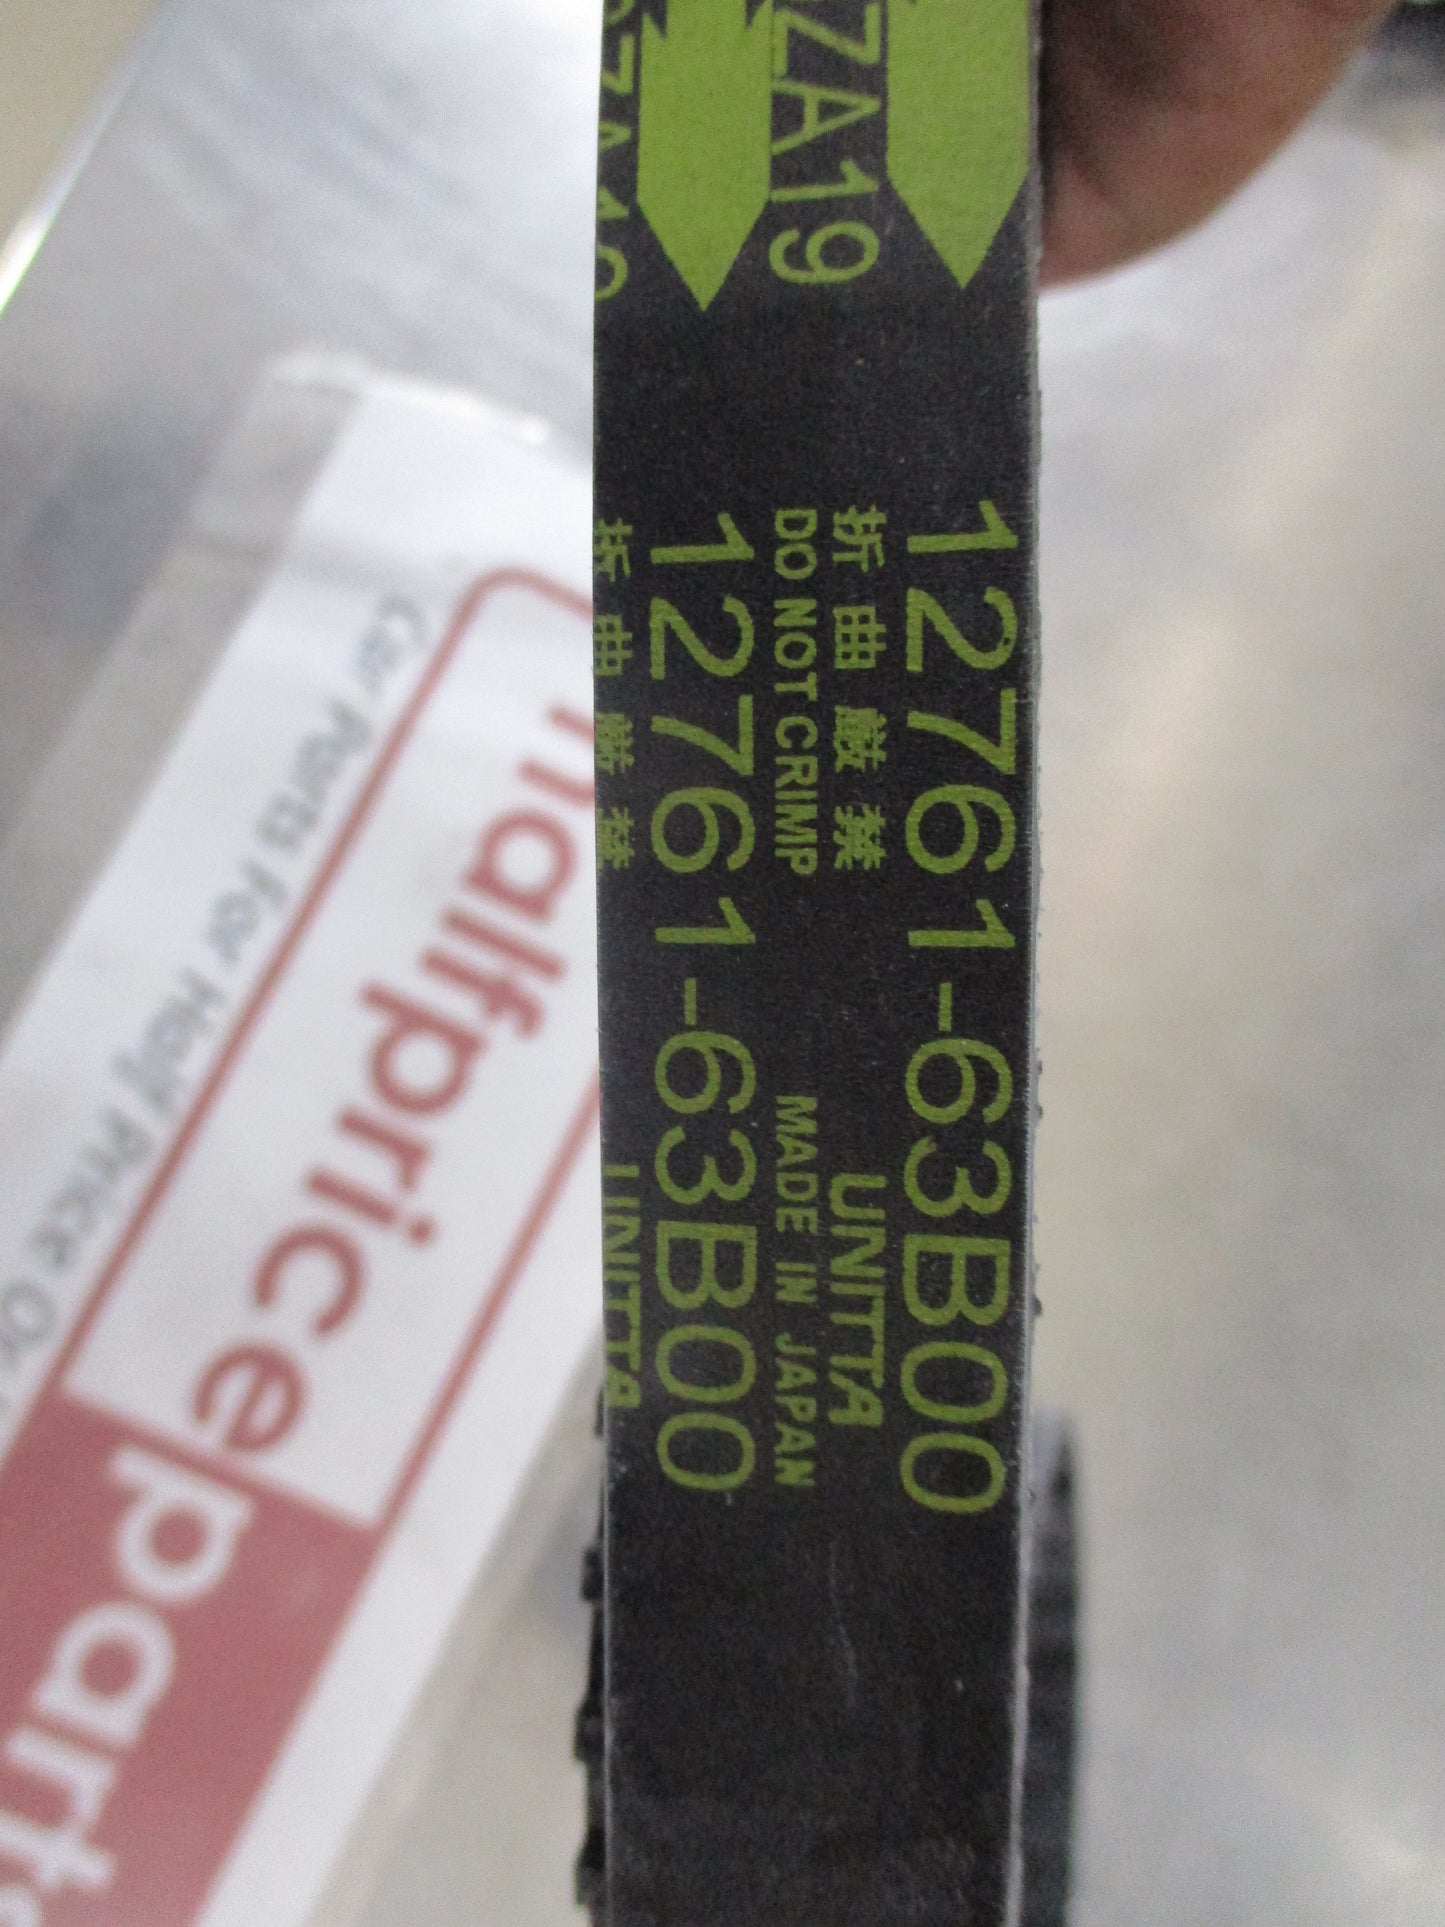 ZA19
12761-63B00
折曲厳禁
UNITTA
DO NOT CRIMP
MADE IN JAPAN
12761-63B00
折曲厳禁
UNITTA
halfprice
parts
Car Parts For Half Price